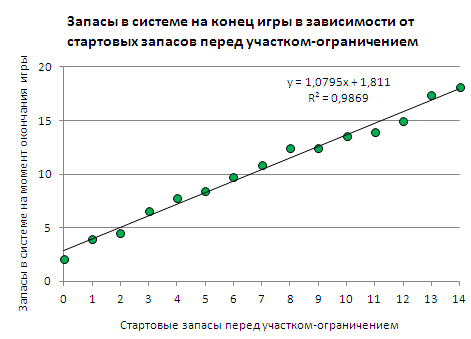 Запасы в системе на конец игры в зависимости от
стартовых запасов перед участком-ограничением
y = 1,0795x + 1,811
R² = 0,9869
Запасы в системе на момент окончания игры
20
15
10
5
0
0 1 2 3 4 5 6 7 8 9 10 11 12 13 14
Стартовые запасы перед участком-ограничением